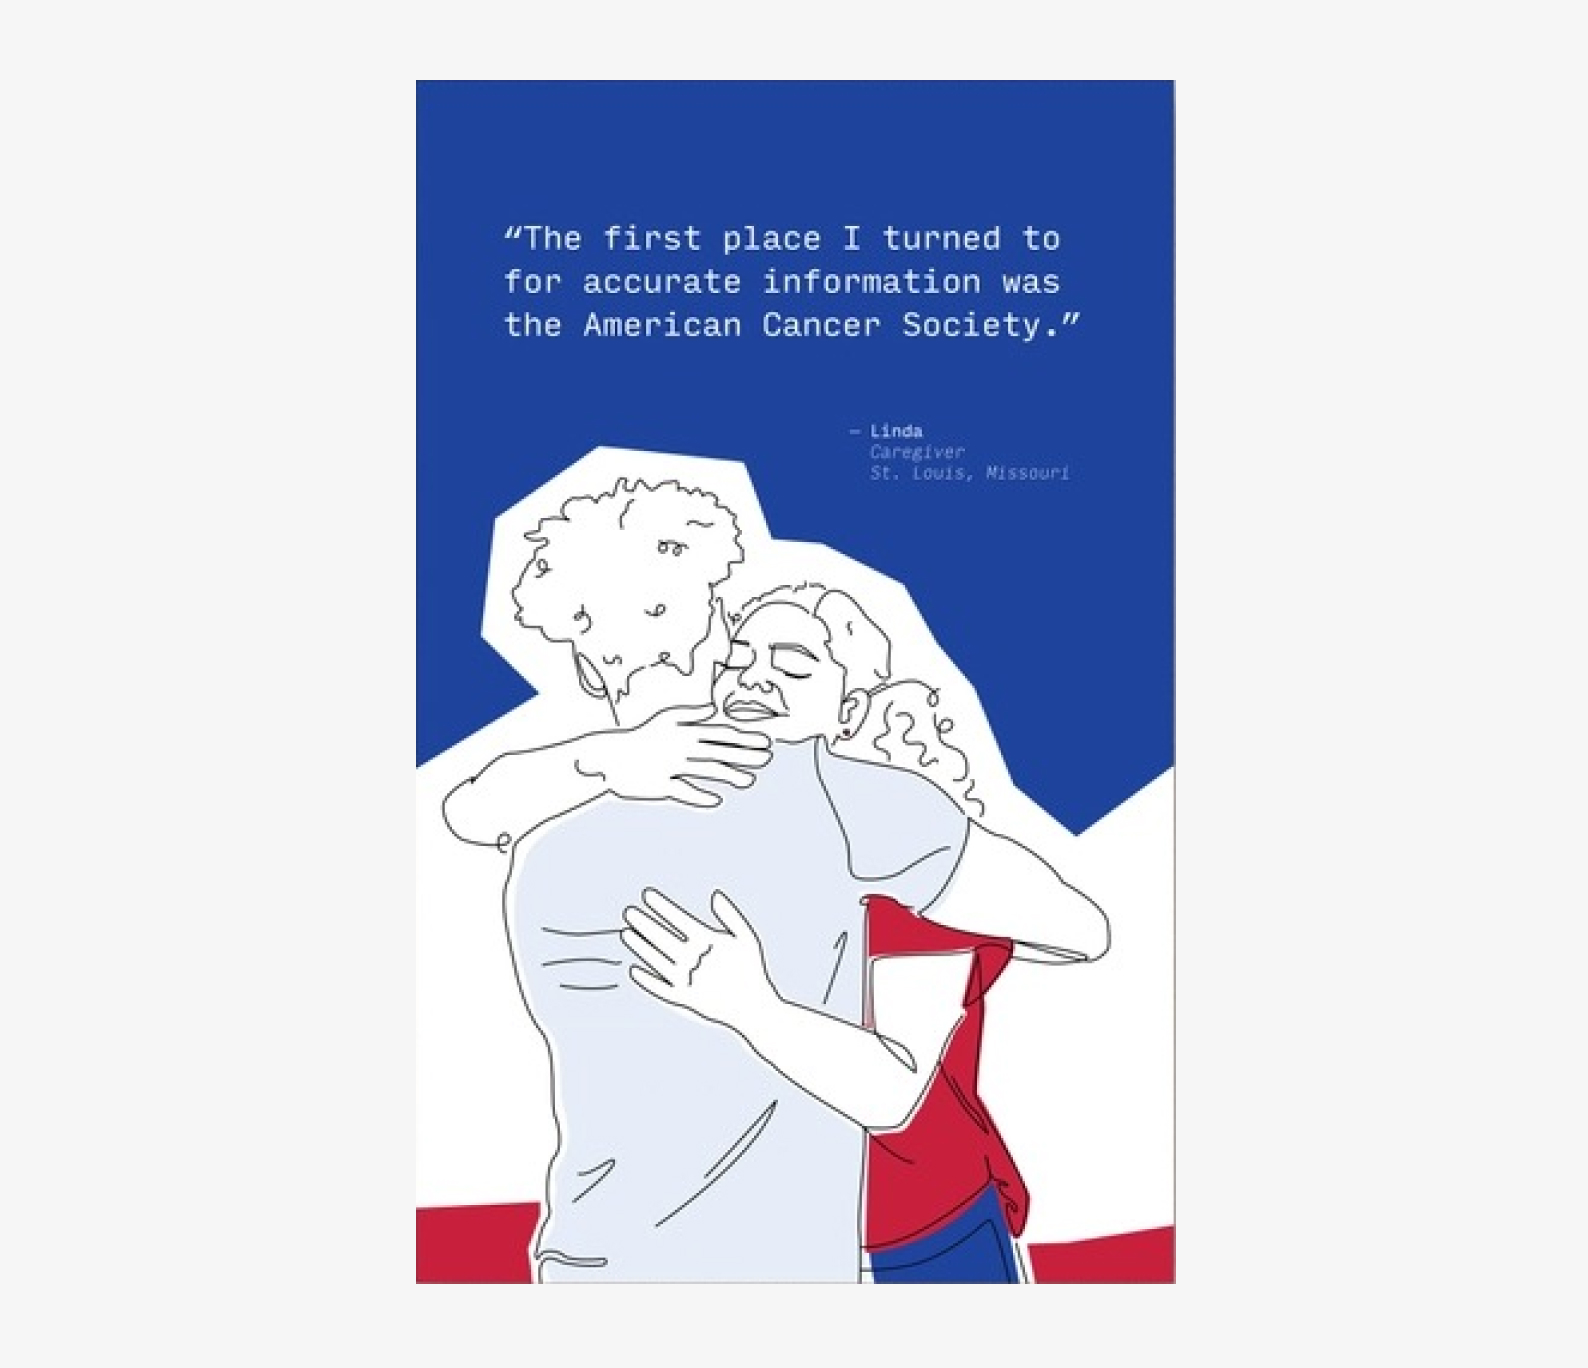 “The first place I turned to
for accurate information was
the American Cancer Society.”
— Linda
Caregiver
St. Louis, Missouri